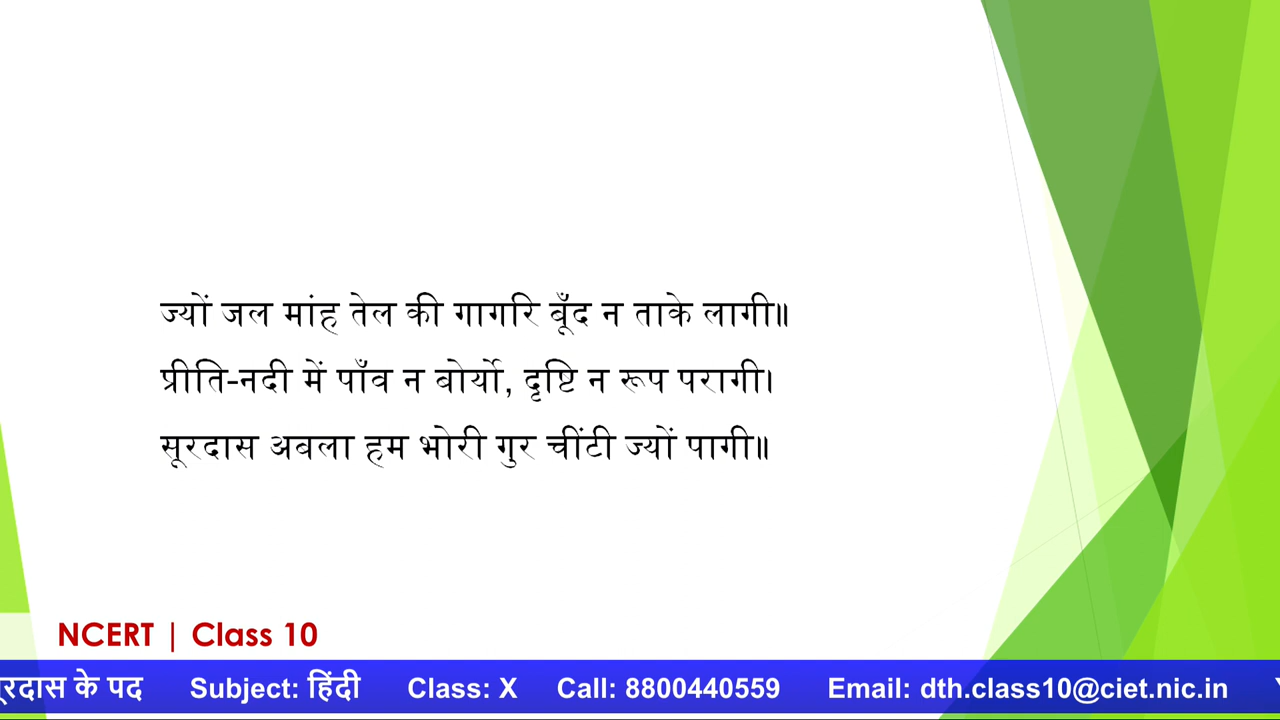 ज्यों जल मांह तेल की गागरि बूँद न ताके लागी॥
प्रीति-नदी में पाँव न बोर्यो, दृष्टि न रूप परागी।
सूरदास अबला हम भोरी गुर चींटी ज्यों पागी॥
NCERT | Class 10
के पद Subject: हिंदी Class: X Call: 8800440559 Email: dth.class10@ciet.nic.in